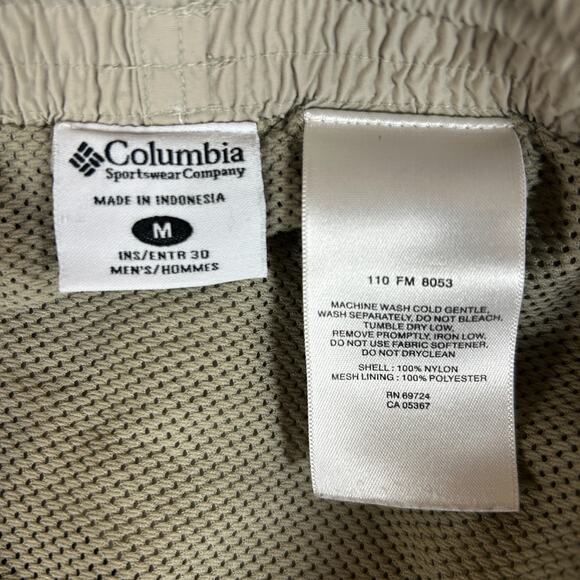 Columbia
Sportswear Company
MADE IN INDONESIA
M
INS/ENTR 30
MEN'S/HOMMES
110 FM 8053
MACHINE WASH COLD GENTLE,
WASH SEPARATELY, DO NOT BLEACH,
TUMBLE DRY LOW,
REMOVE PROMPTLY, IRON LOW,
DO NOT USE FABRIC SOFTENER.
DO NOT DRYCLEAN
SHELL : 100% NYLON
MESH LINING : 100% POLYESTER
RN 69724
CA 05367